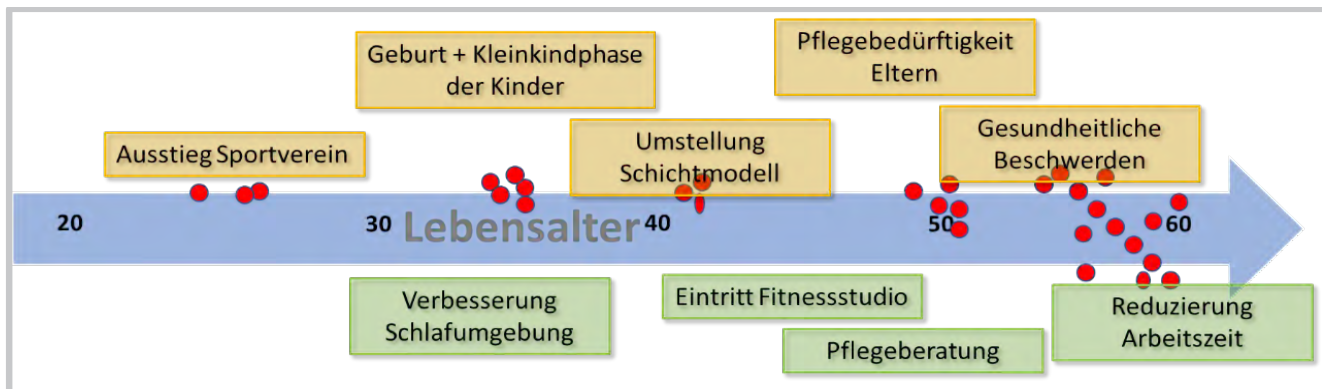 Geburt + Kleinkindphase
der Kinder
Pflegebedürftigkeit
Eltern
Ausstieg Sportverein
Umstellung
Schichtmodell
Gesundheitliche
Beschwerden
20
30
Lebensalter
40
50
60
Verbesserung
Schlafumgebung
Eintritt Fitnessstudio
Pflegeberatung
Reduzierung
Arbeitszeit